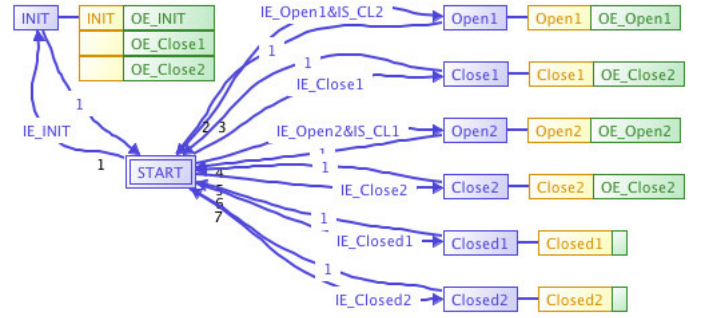 INIT INIT OE_INIT
OE_Close1
OE_Close2
IE_Open1&IS_CL2 Open1 Open1 OE_Open1
1
1
IE_Close1 Close1 Close1 OE_Close2
1
IE_INIT
2 3
IE_Open2&IS_CL1 Open2 Open2 OE_Open2
1
1
1
START
4
IE_Close2 Close2 Close2 OE_Close2
5
6
7
1
IE_Closed1 Closed1 Closed1
1
IE_Closed2 Closed2 Closed2